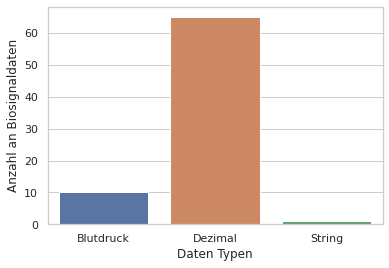 Anzahl an Biosignaldaten
60
50
40
30
20
10
0
Blutdruck Dezimal String
Daten Typen